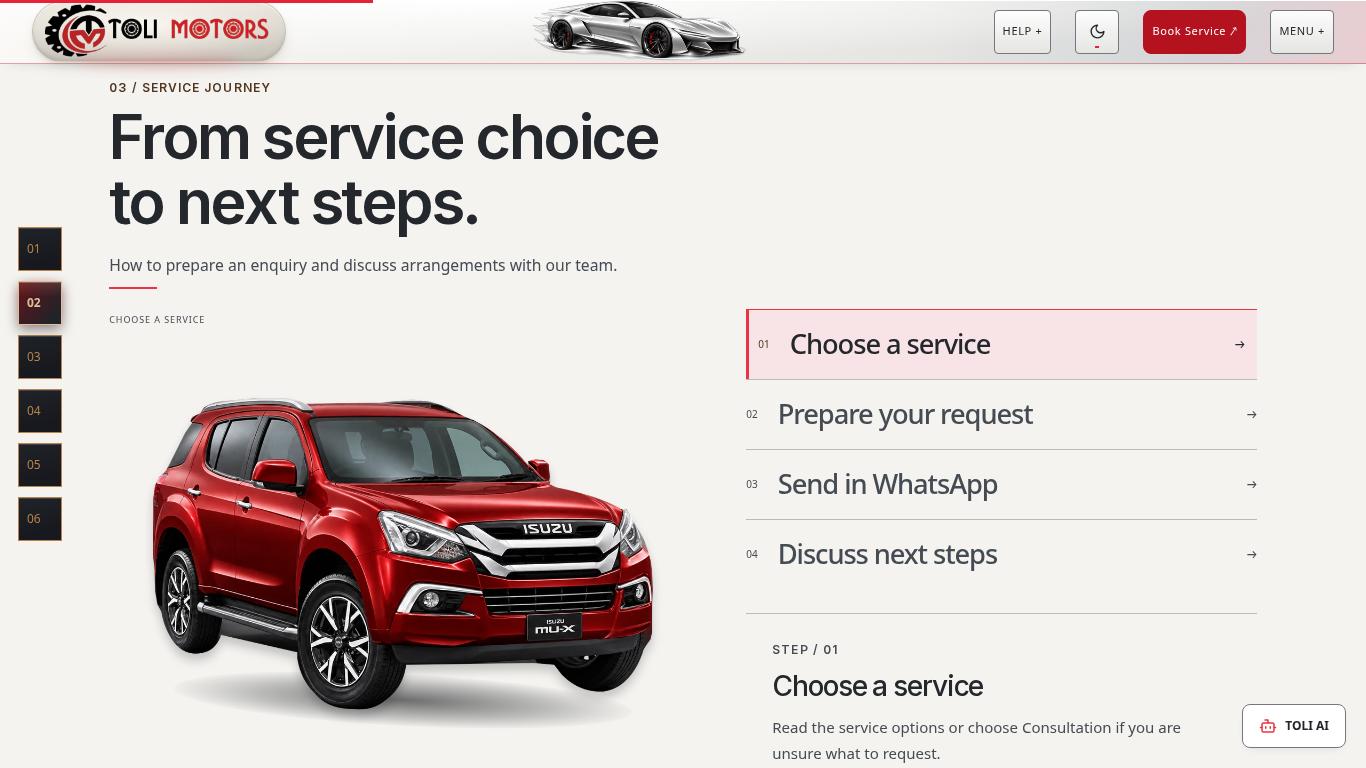 TOLI MOTORS
HELP +
Book Service ↗
MENU +
03 / SERVICE JOURNEY
From service choice
to next steps.
How to prepare an enquiry and discuss arrangements with our team.
CHOOSE A SERVICE
01
02
03
04
05
06
ISUZU
ISUZU
MU-X
01 Choose a service →
02 Prepare your request →
03 Send in WhatsApp →
04 Discuss next steps →
STEP / 01
Choose a service
Read the service options or choose Consultation if you are
unsure what to request.
TOLI AI